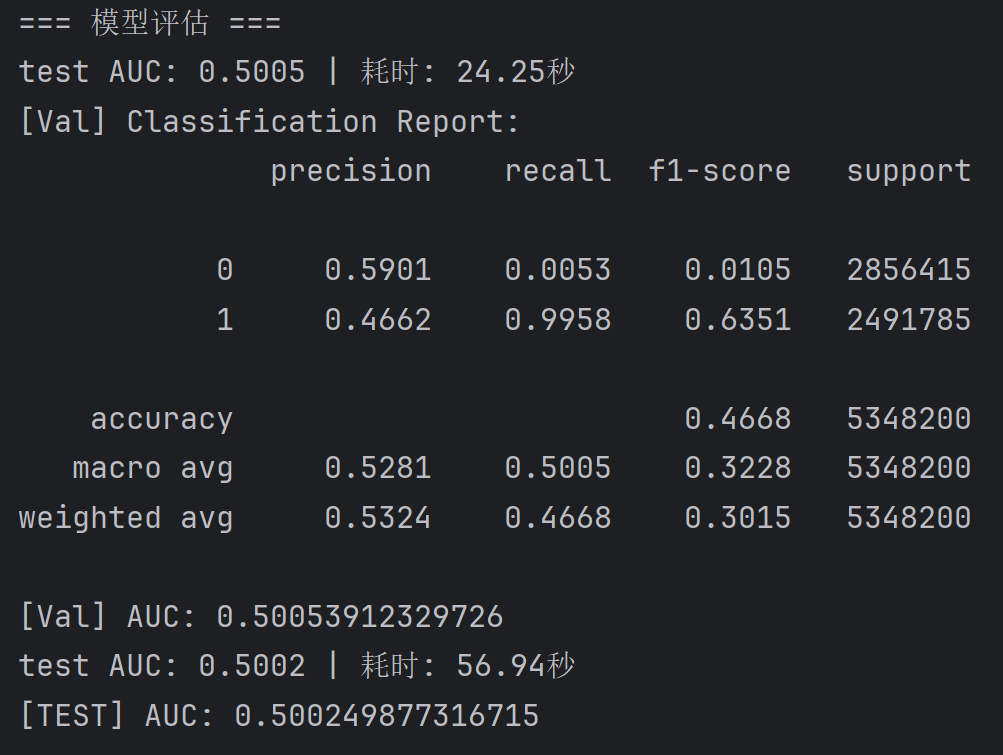 === 模型评估 ===
test AUC: 0.5005 | 耗时: 24.25秒
[Val] Classification Report:
              precision    recall  f1-score   support

           0     0.5901    0.0053    0.0105   2856415
           1     0.4662    0.9958    0.6351   2491785

    accuracy                         0.4668   5348200
   macro avg     0.5281    0.5005    0.3228   5348200
weighted avg     0.5324    0.4668    0.3015   5348200

[Val] AUC: 0.50053912329726
test AUC: 0.5002 | 耗时: 56.94秒
[TEST] AUC: 0.500249877316715